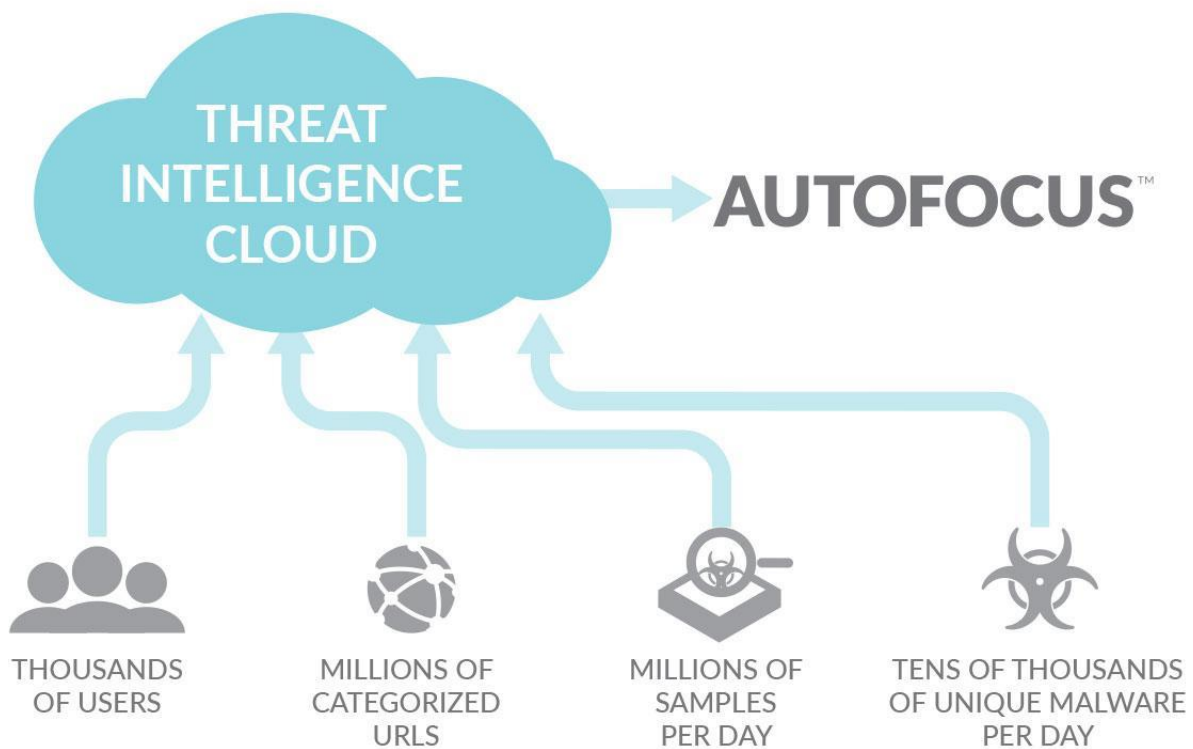 THREAT
INTELLIGENCE
CLOUD
AUTOFOCUS™
THOUSANDS
OF USERS
MILLIONS OF
CATEGORIZED
URLS
MILLIONS OF
SAMPLES
PER DAY
TENS OF THOUSANDS
OF UNIQUE MALWARE
PER DAY